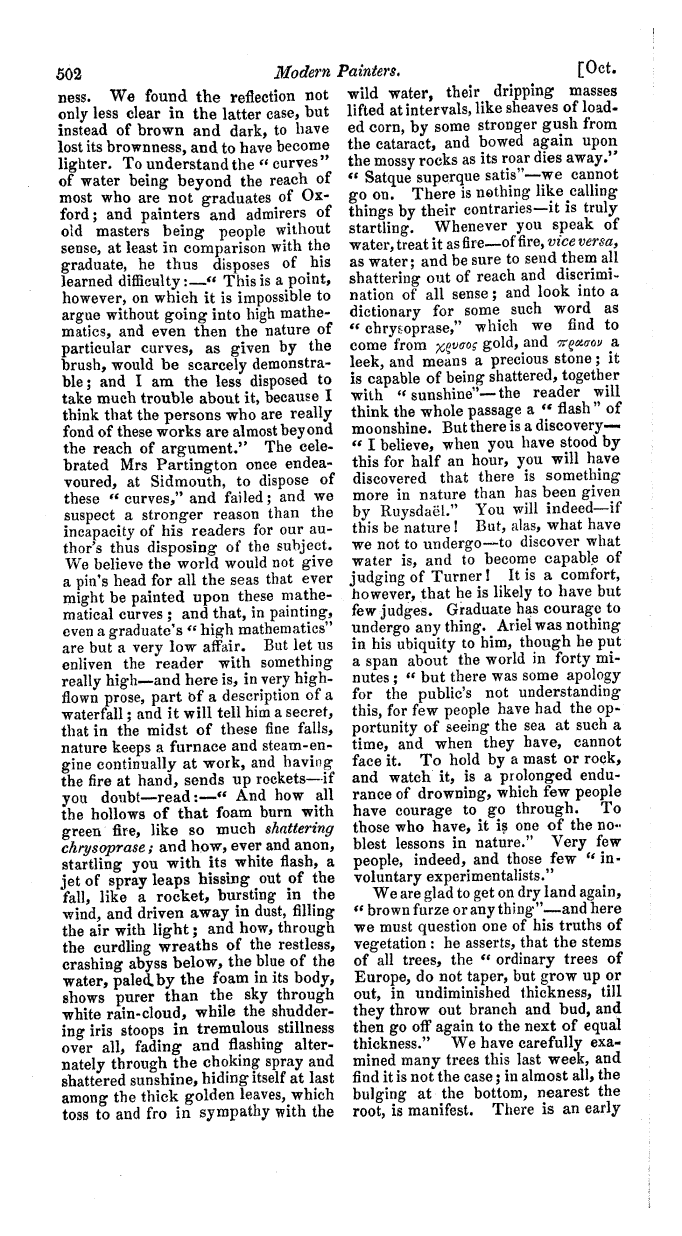 502
Modern Painters.
[Oct.
ness. We found the reflection not
only less clear in the latter case, but
instead of brown and dark, to have
lost its brownness, and to have become
lighter. To understand the “ curves”
of water being beyond the reach of
most who are not graduates of Ox-
ford; and painters and admirers of
old masters being people without
sense, at least in comparison with the
graduate, he thus disposes of his
learned difficulty:—“ This is a point,
however, on which it is impossible to
argue without going into high mathe-
matics, and even then the nature of
particular curves, as given by the
brush, would be scarcely demonstra-
ble; and I am the less disposed to
take much trouble about it, because I
think that the persons who are really
fond of these works are almost beyond
the reach of argument.” The cele-
brated Mrs Partington once endea-
voured, at Sidmouth, to dispose of
these “ curves,” and failed; and we
suspect a stronger reason than the
incapacity of his readers for our au-
thor's thus disposing of the subject.
We believe the world would not give
a pin's head for all the seas that ever
might be painted upon these mathe-
matical curves; and that, in painting,
even a graduate's “ high mathematics”
are but a very low affair. But let us
enliven the reader with something
really high—and here is, in very high-
flown prose, part of a description of a
waterfall; and it will tell him a secret,
that in the midst of these fine falls,
nature keeps a furnace and steam-en-
gine continually at work, and having
the fire at hand, sends up rockets—if
you doubt—read:—“ And how all
the hollows of that foam burn with
green fire, like so much shattering
chrysoprase; and how, ever and anon,
startling you with its white flash, a
jet of spray leaps hissing out of the
fall, like a rocket, bursting in the
wind, and driven away in dust, filling
the air with light; and how, through
the curdling wreaths of the restless,
crashing abyss below, the blue of the
water, paled by the foam in its body,
shows purer than the sky through
white rain-cloud, while the shudder-
ing iris stoops in tremulous stillness
over all, fading and flashing alter-
nately through the choking spray and
shattered sunshine, hiding itself at last
among the thick golden leaves, which
toss to and fro in sympathy with the
wild water, their dripping masses
lifted at intervals, like sheaves of load-
ed corn, by some stronger gush from
the cataract, and bowed again upon
the mossy rocks as its roar dies away.”
“ Satque superque satis”—we cannot
go on. There is nothing like calling
things by their contraries—it is truly
startling. Whenever you speak of
water, treat it as fire—of fire, vice versa,
as water; and be sure to send them all
shattering out of reach and discrimi-
nation of all sense; and look into a
dictionary for some such word as
“ chrysoprase,” which we find to
come from χρυσος gold, and πρασον a
leek, and means a precious stone; it
is capable of being shattered, together
with “ sunshine”—the reader will
think the whole passage a “ flash” of
moonshine. But there is a discovery—
“ I believe, when you have stood by
this for half an hour, you will have
discovered that there is something
more in nature than has been given
by Ruysdaël.” You will indeed—if
this be nature! But, alas, what have
we not to undergo—to discover what
water is, and to become capable of
judging of Turner! It is a comfort,
however, that he is likely to have but
few judges. Graduate has courage to
undergo any thing. Ariel was nothing
in his ubiquity to him, though he put
a span about the world in forty mi-
nutes; “ but there was some apology
for the public's not understanding
this, for few people have had the op-
portunity of seeing the sea at such a
time, and when they have, cannot
face it. To hold by a mast or rock,
and watch it, is a prolonged endu-
rance of drowning, which few people
have courage to go through. To
those who have, it is one of the no-
blest lessons in nature.” Very few
people, indeed, and those few “ in-
voluntary experimentalists.”
We are glad to get on dry land again,
“ brown furze or any thing”—and here
we must question one of his truths of
vegetation: he asserts, that the stems
of all trees, the “ ordinary trees of
Europe, do not taper, but grow up or
out, in undiminished thickness, till
they throw out branch and bud, and
then go off again to the next of equal
thickness.” We have carefully exa-
mined many trees this last week, and
find it is not the case; in almost all, the
bulging at the bottom, nearest the
root, is manifest. There is an early